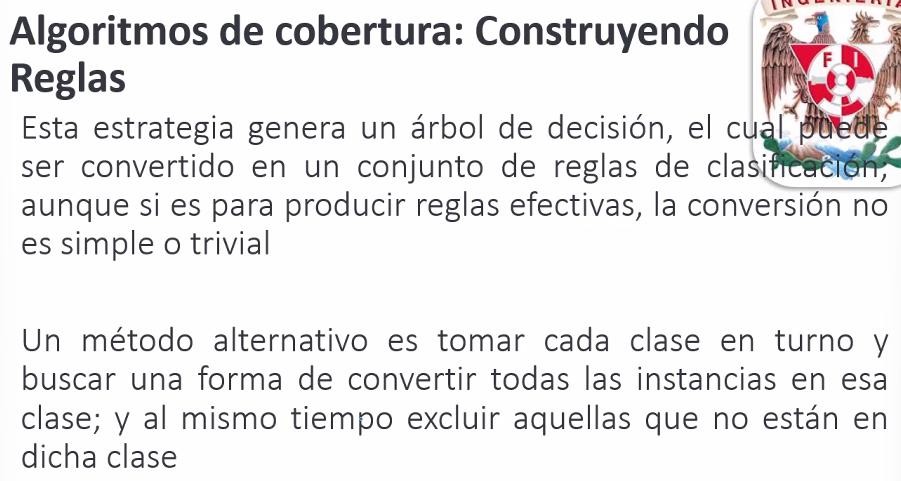 Algoritmos de cobertura: Construyendo
Reglas
INGENIERIA
F I
Esta estrategia genera un árbol de decisión, el cual puede
ser convertido en un conjunto de reglas de clasificación,
aunque si es para producir reglas efectivas, la conversión no
es simple o trivial
Un método alternativo es tomar cada clase en turno y
buscar una forma de convertir todas las instancias en esa
clase; y al mismo tiempo excluir aquellas que no están en
dicha clase